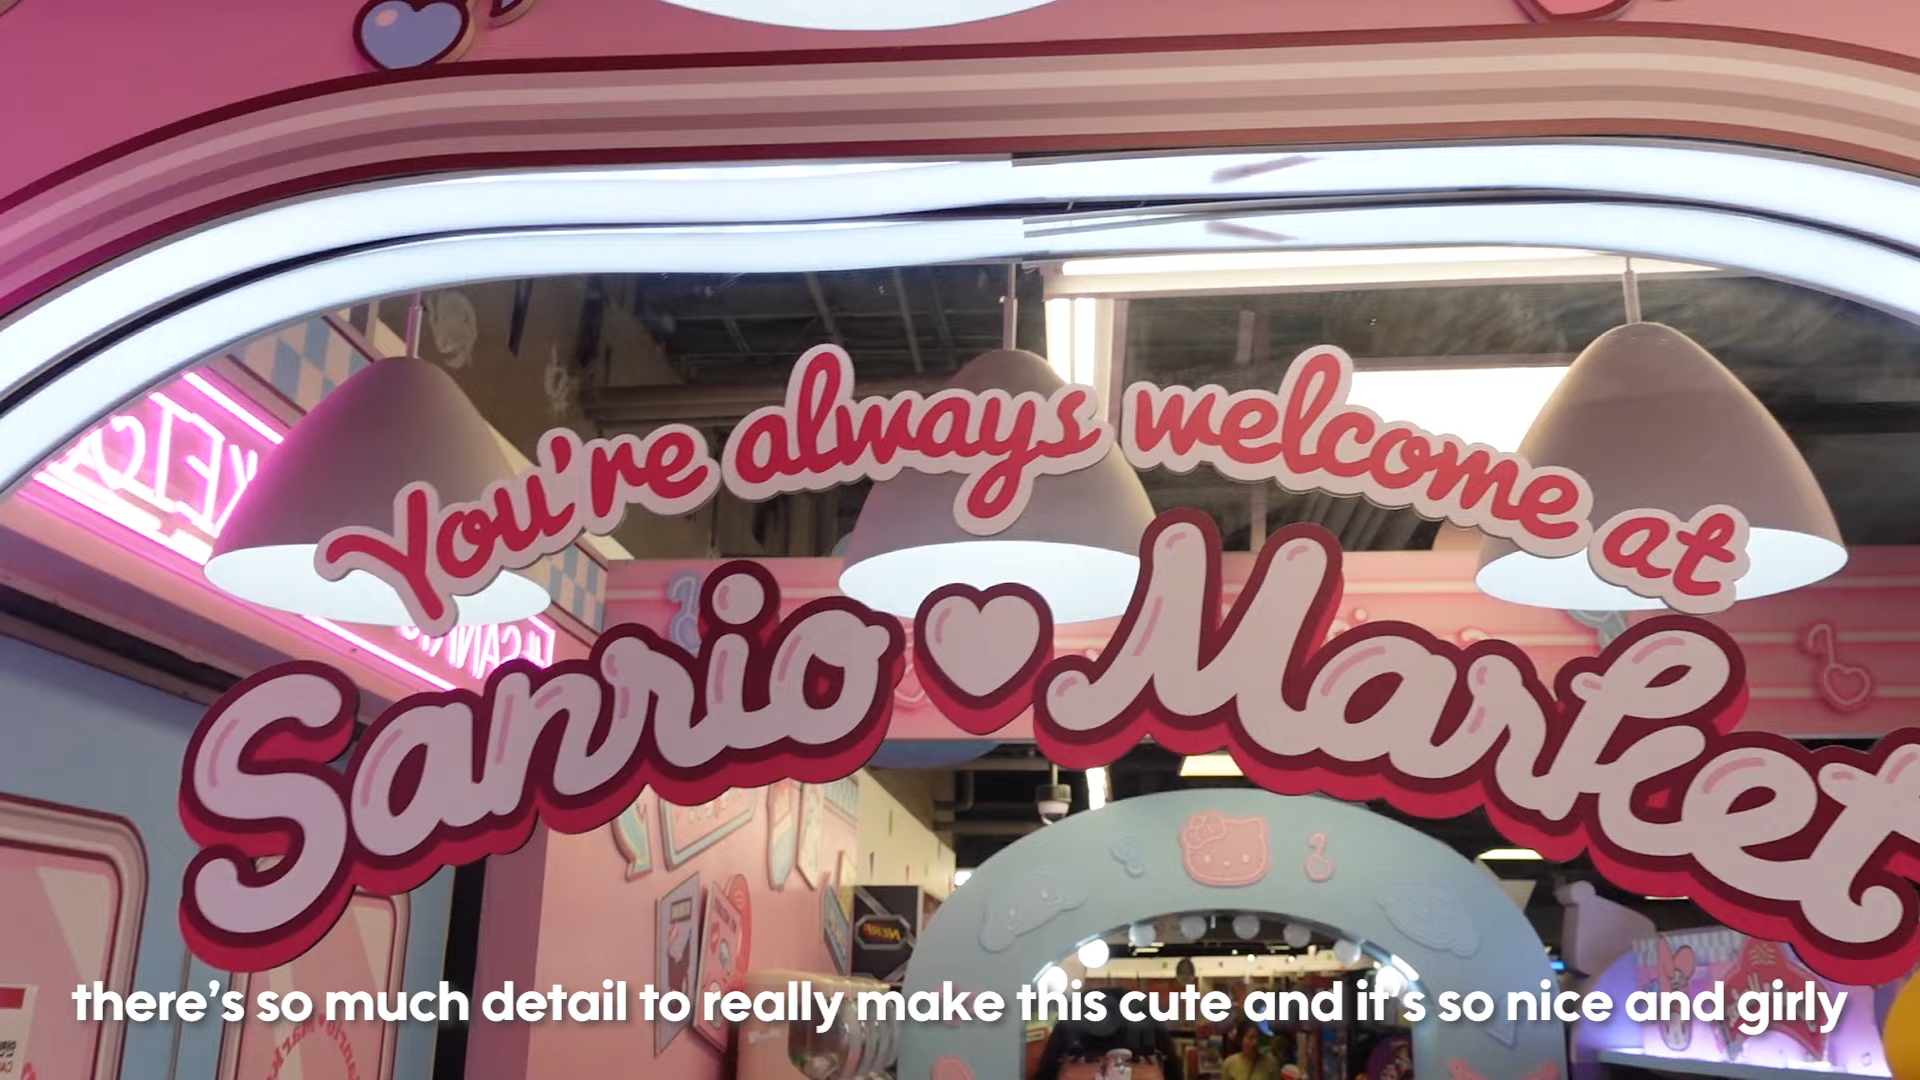 You're always welcome at
Sanrio Market
there's so much detail to really make this cute and it's so nice and girly